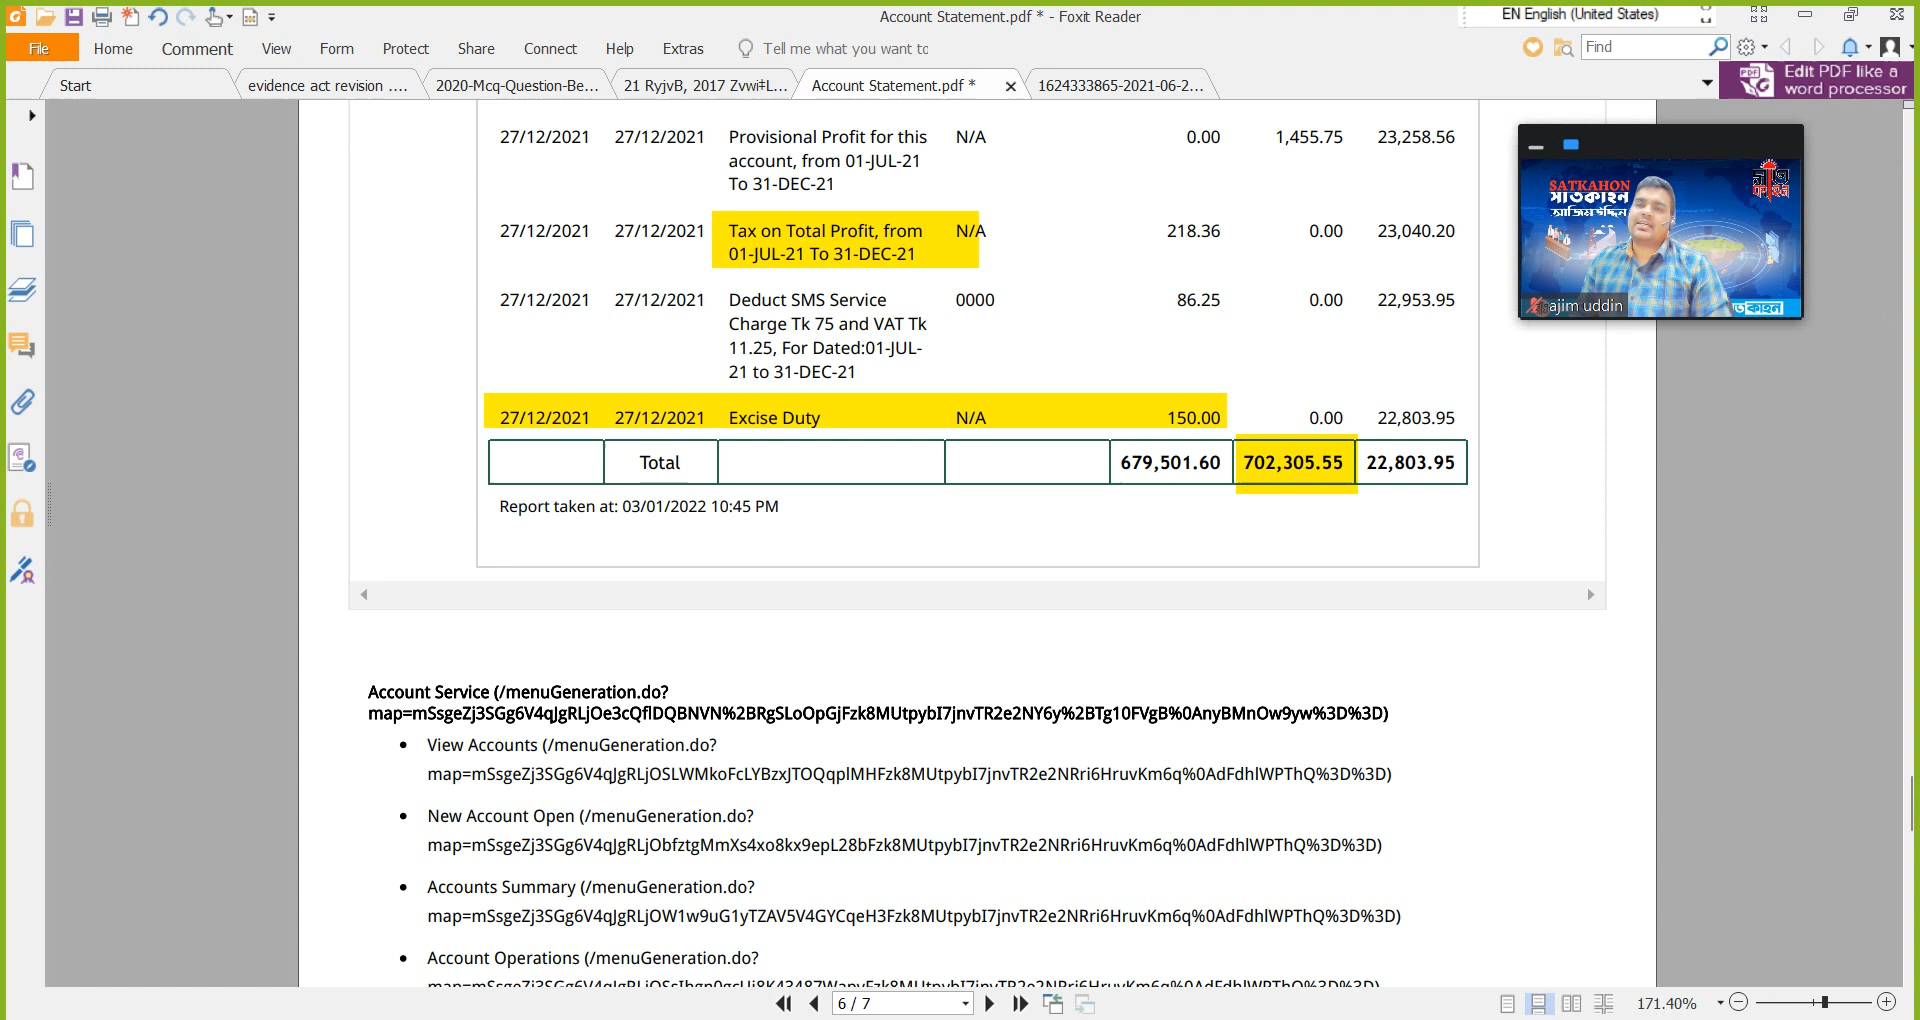 Account Statement.pdf * - Foxit Reader
EN English (United States)
File Home Comment View Form Protect Share Connect Help Extras Tell me what you want to
Find
Start
evidence act revision ....
2020-Mcq-Question-Be...
21 RyjvB, 2017 Zvwi‡L...
Account Statement.pdf *
1624333865-2021-06-2...
Edit PDF like a
word processor
27/12/2021 27/12/2021 Provisional Profit for this N/A 0.00 1,455.75 23,258.56
account, from 01-JUL-21
To 31-DEC-21
27/12/2021 27/12/2021 Tax on Total Profit, from N/A 218.36 0.00 23,040.20
01-JUL-21 To 31-DEC-21
27/12/2021 27/12/2021 Deduct SMS Service 0000 86.25 0.00 22,953.95
Charge Tk 75 and VAT Tk
11.25, For Dated:01-JUL-
21 to 31-DEC-21
27/12/2021 27/12/2021 Excise Duty N/A 150.00 0.00 22,803.95
Total 679,501.60 702,305.55 22,803.95
Report taken at: 03/01/2022 10:45 PM
SATKAHON
সাতকাহন
আজিম উদ্দিন
ajim uddin
Account Service (/menuGeneration.do?
map=mSsgeZj3SGg6V4qJgRLjOe3cQflDQBNVN%2BRgSLoOpGjFzk8MUtpybI7jnvTR2e2NY6y%2BTg10FVgB%0AnyBMnOw9yw%3D%3D)
• View Accounts (/menuGeneration.do?
map=mSsgeZj3SGg6V4qJgRLjOSLWMkoFcLYBzxJTOQqplMHFzk8MUtpybI7jnvTR2e2NRri6HruvKm6q%0AdFdhlWPThQ%3D%3D)
• New Account Open (/menuGeneration.do?
map=mSsgeZj3SGg6V4qJgRLjObfztgMmXs4xo8kx9epL28bFzk8MUtpybI7jnvTR2e2NRri6HruvKm6q%0AdFdhlWPThQ%3D%3D)
• Accounts Summary (/menuGeneration.do?
map=mSsgeZj3SGg6V4qJgRLjOW1w9uG1yTZAV5V4GYCqeH3Fzk8MUtpybI7jnvTR2e2NRri6HruvKm6q%0AdFdhlWPThQ%3D%3D)
• Account Operations (/menuGeneration.do?
6 / 7
171.40%